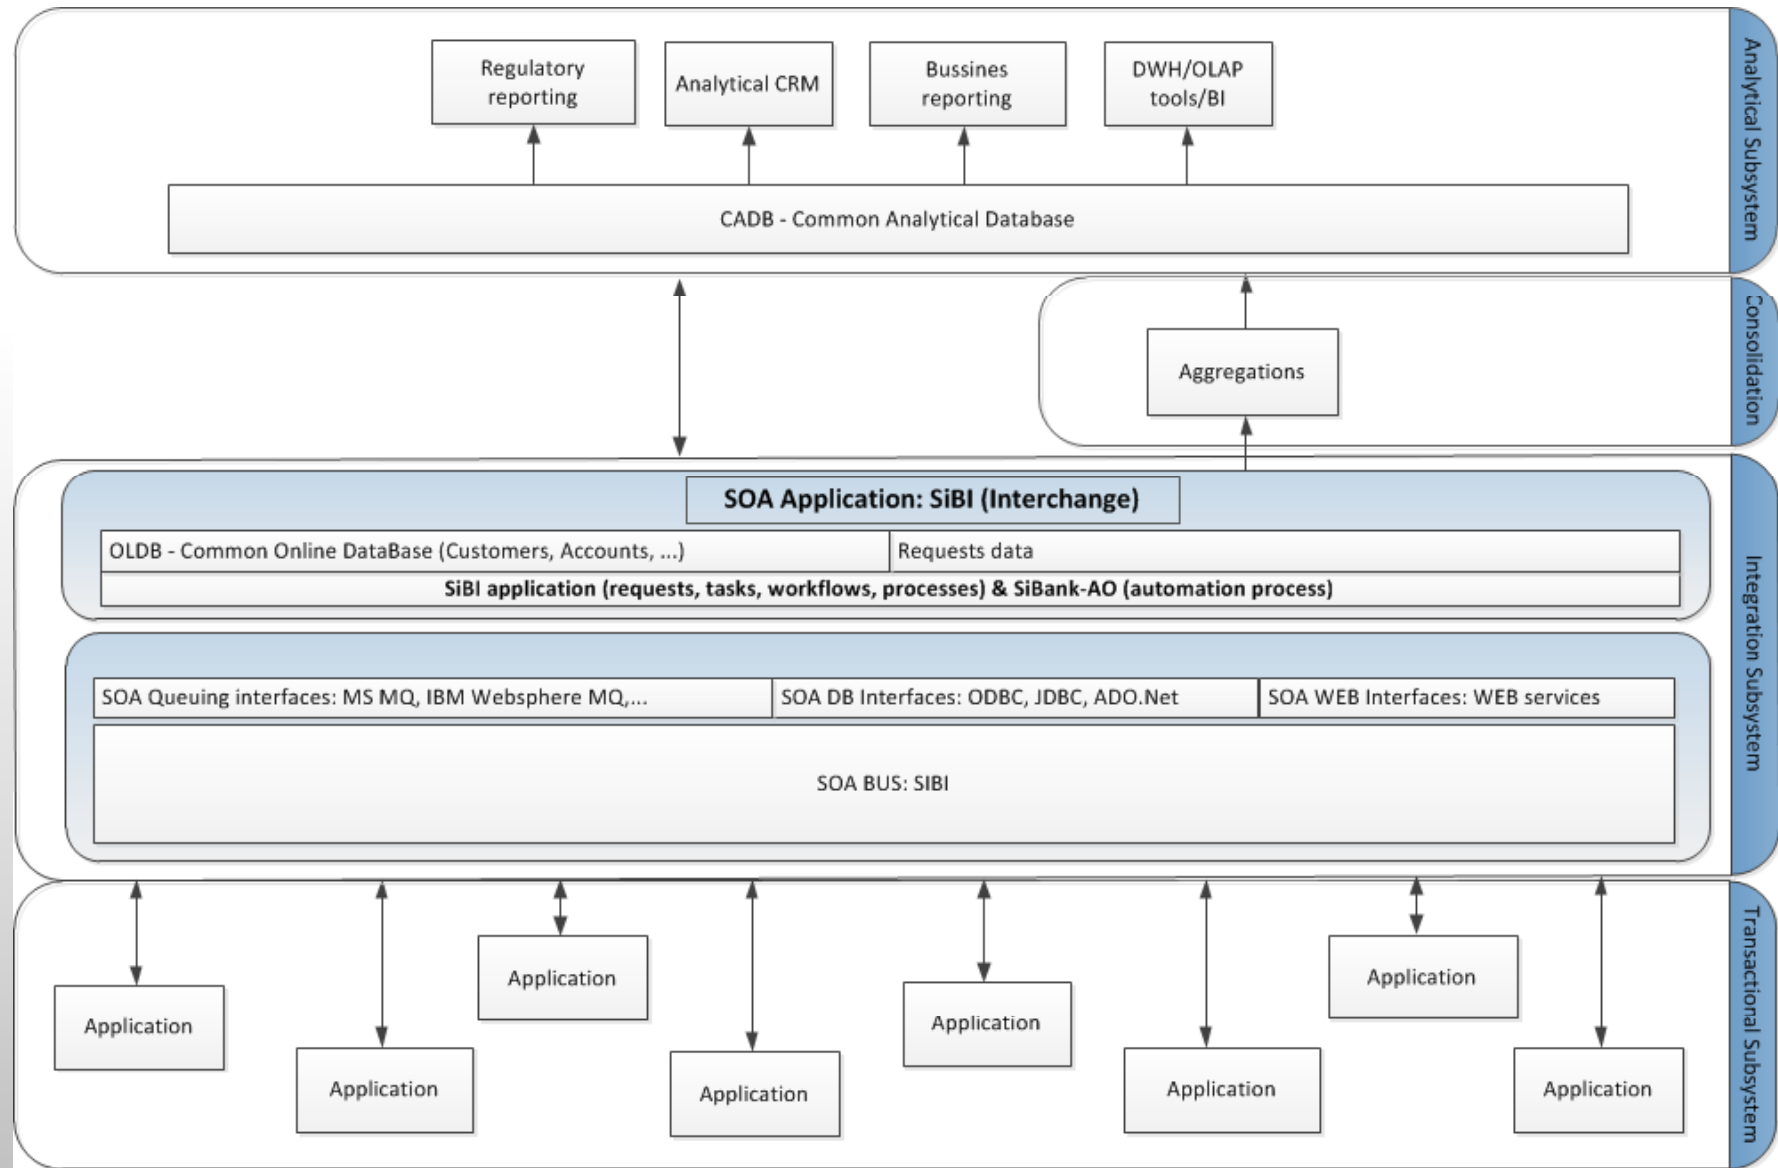 Regulatory
reporting
Analytical CRM
Bussines
reporting
DWH/OLAP
tools/BI
CADB - Common Analytical Database
Analytical Subsystem
Aggregations
Consolidation
SOA Application: SiBI (Interchange)
OLDB - Common Online DataBase (Customers, Accounts, ...)
Requests data
SiBI application (requests, tasks, workflows, processes) & SiBank-AO (automation process)
SOA Queuing interfaces: MS MQ, IBM Websphere MQ,...
SOA DB Interfaces: ODBC, JDBC, ADO.Net
SOA WEB Interfaces: WEB services
SOA BUS: SIBI
Integration Subsystem
Application
Application
Application
Application
Application
Application
Application
Application
Transactional Subsystem